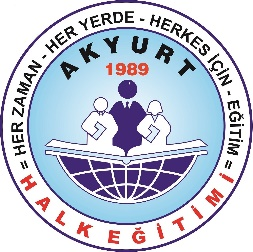 = HER ZAMAN - HER YERDE - HERKES İÇİN - EĞİTİM =
AKYURT
1989
HALK EĞİTİMİ